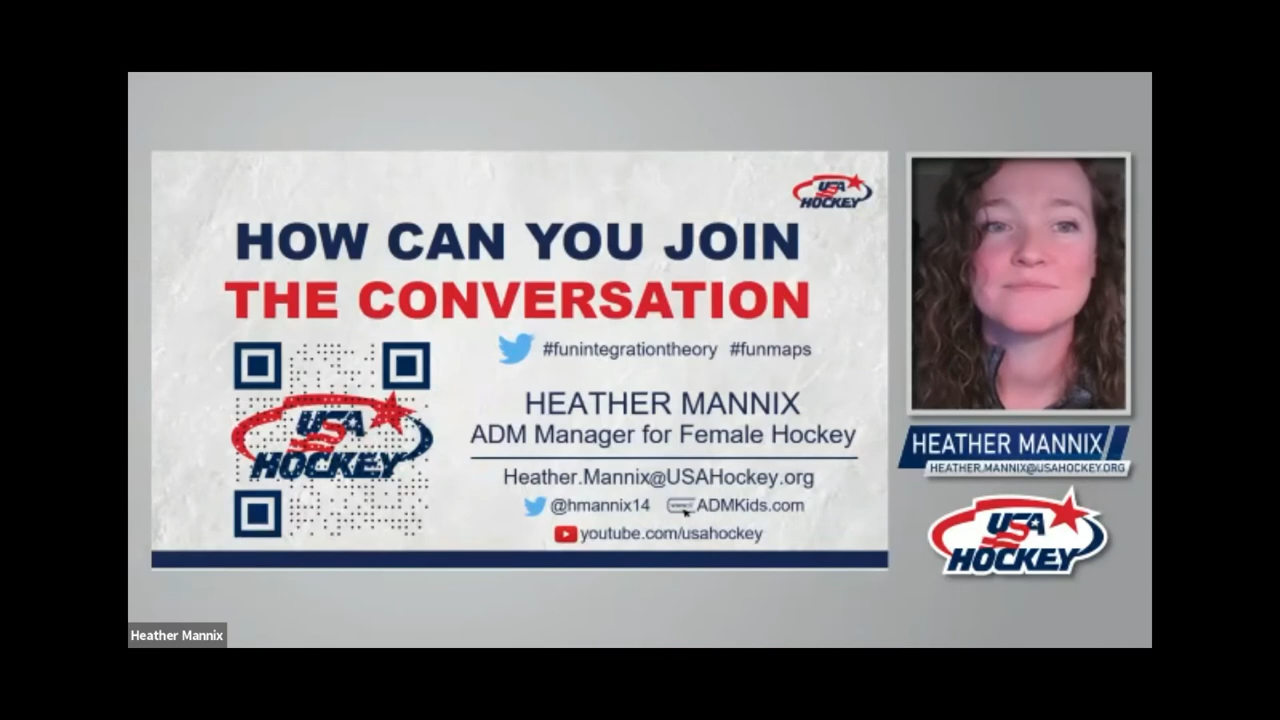 USA
HOCKEY
HOW CAN YOU JOIN
THE CONVERSATION
#funintegrationtheory #funmaps
USA
HOCKEY
HEATHER MANNIX
ADM Manager for Female Hockey
Heather.Mannix@USAHockey.org
@hmannix14 ADMKids.com
youtube.com/usahockey
HEATHER MANNIX
HEATHER.MANNIX@USAHOCKEY.ORG
USA
HOCKEY
Heather Mannix